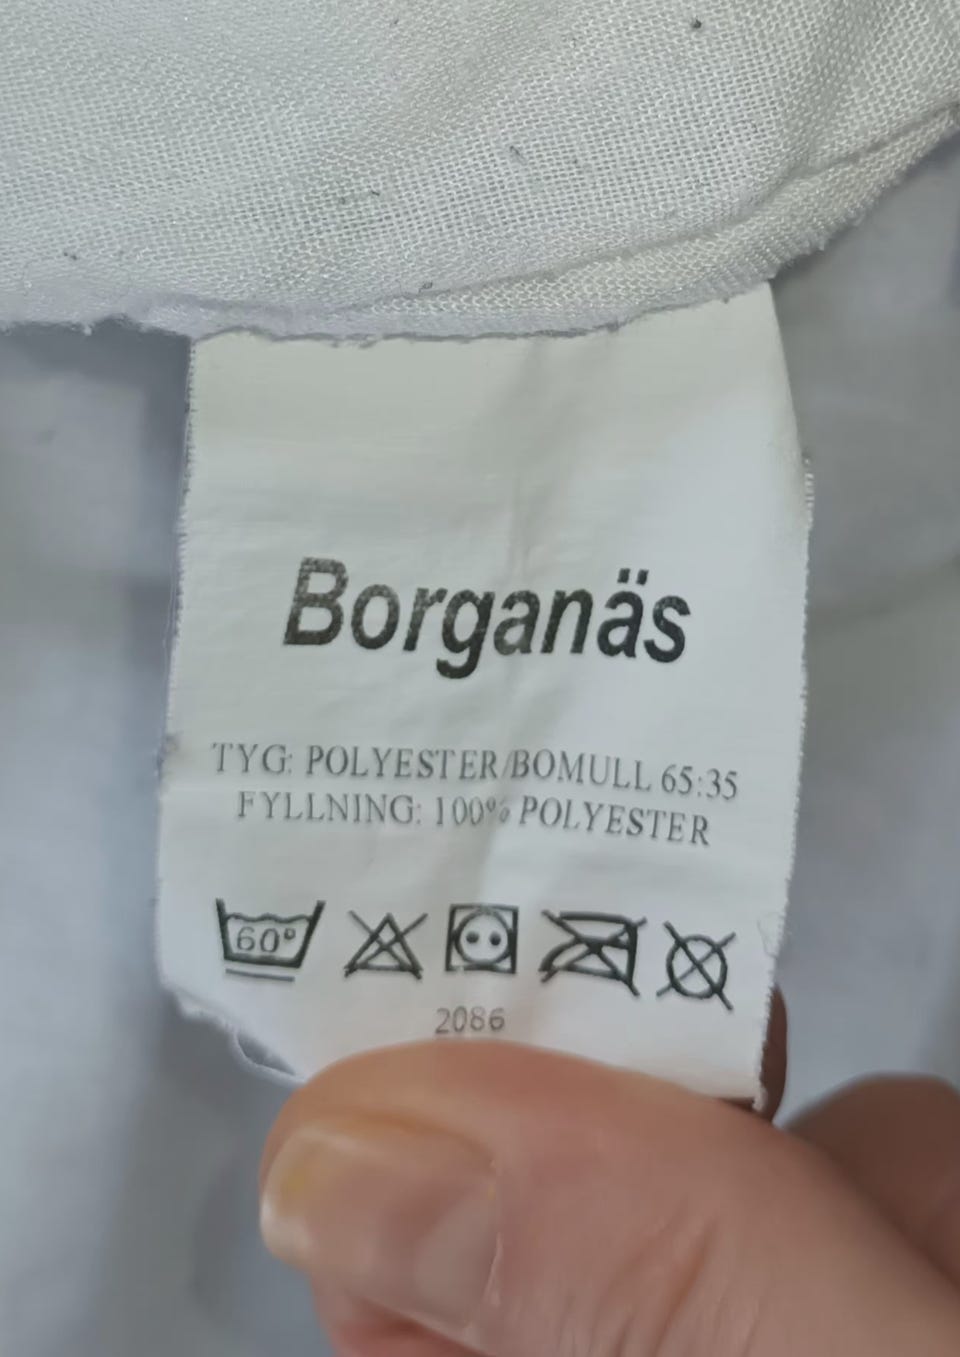 Borganäs
TYG: POLYESTER/BOMULL 65:35
FYLLNING: 100% POLYESTER
60°
2086